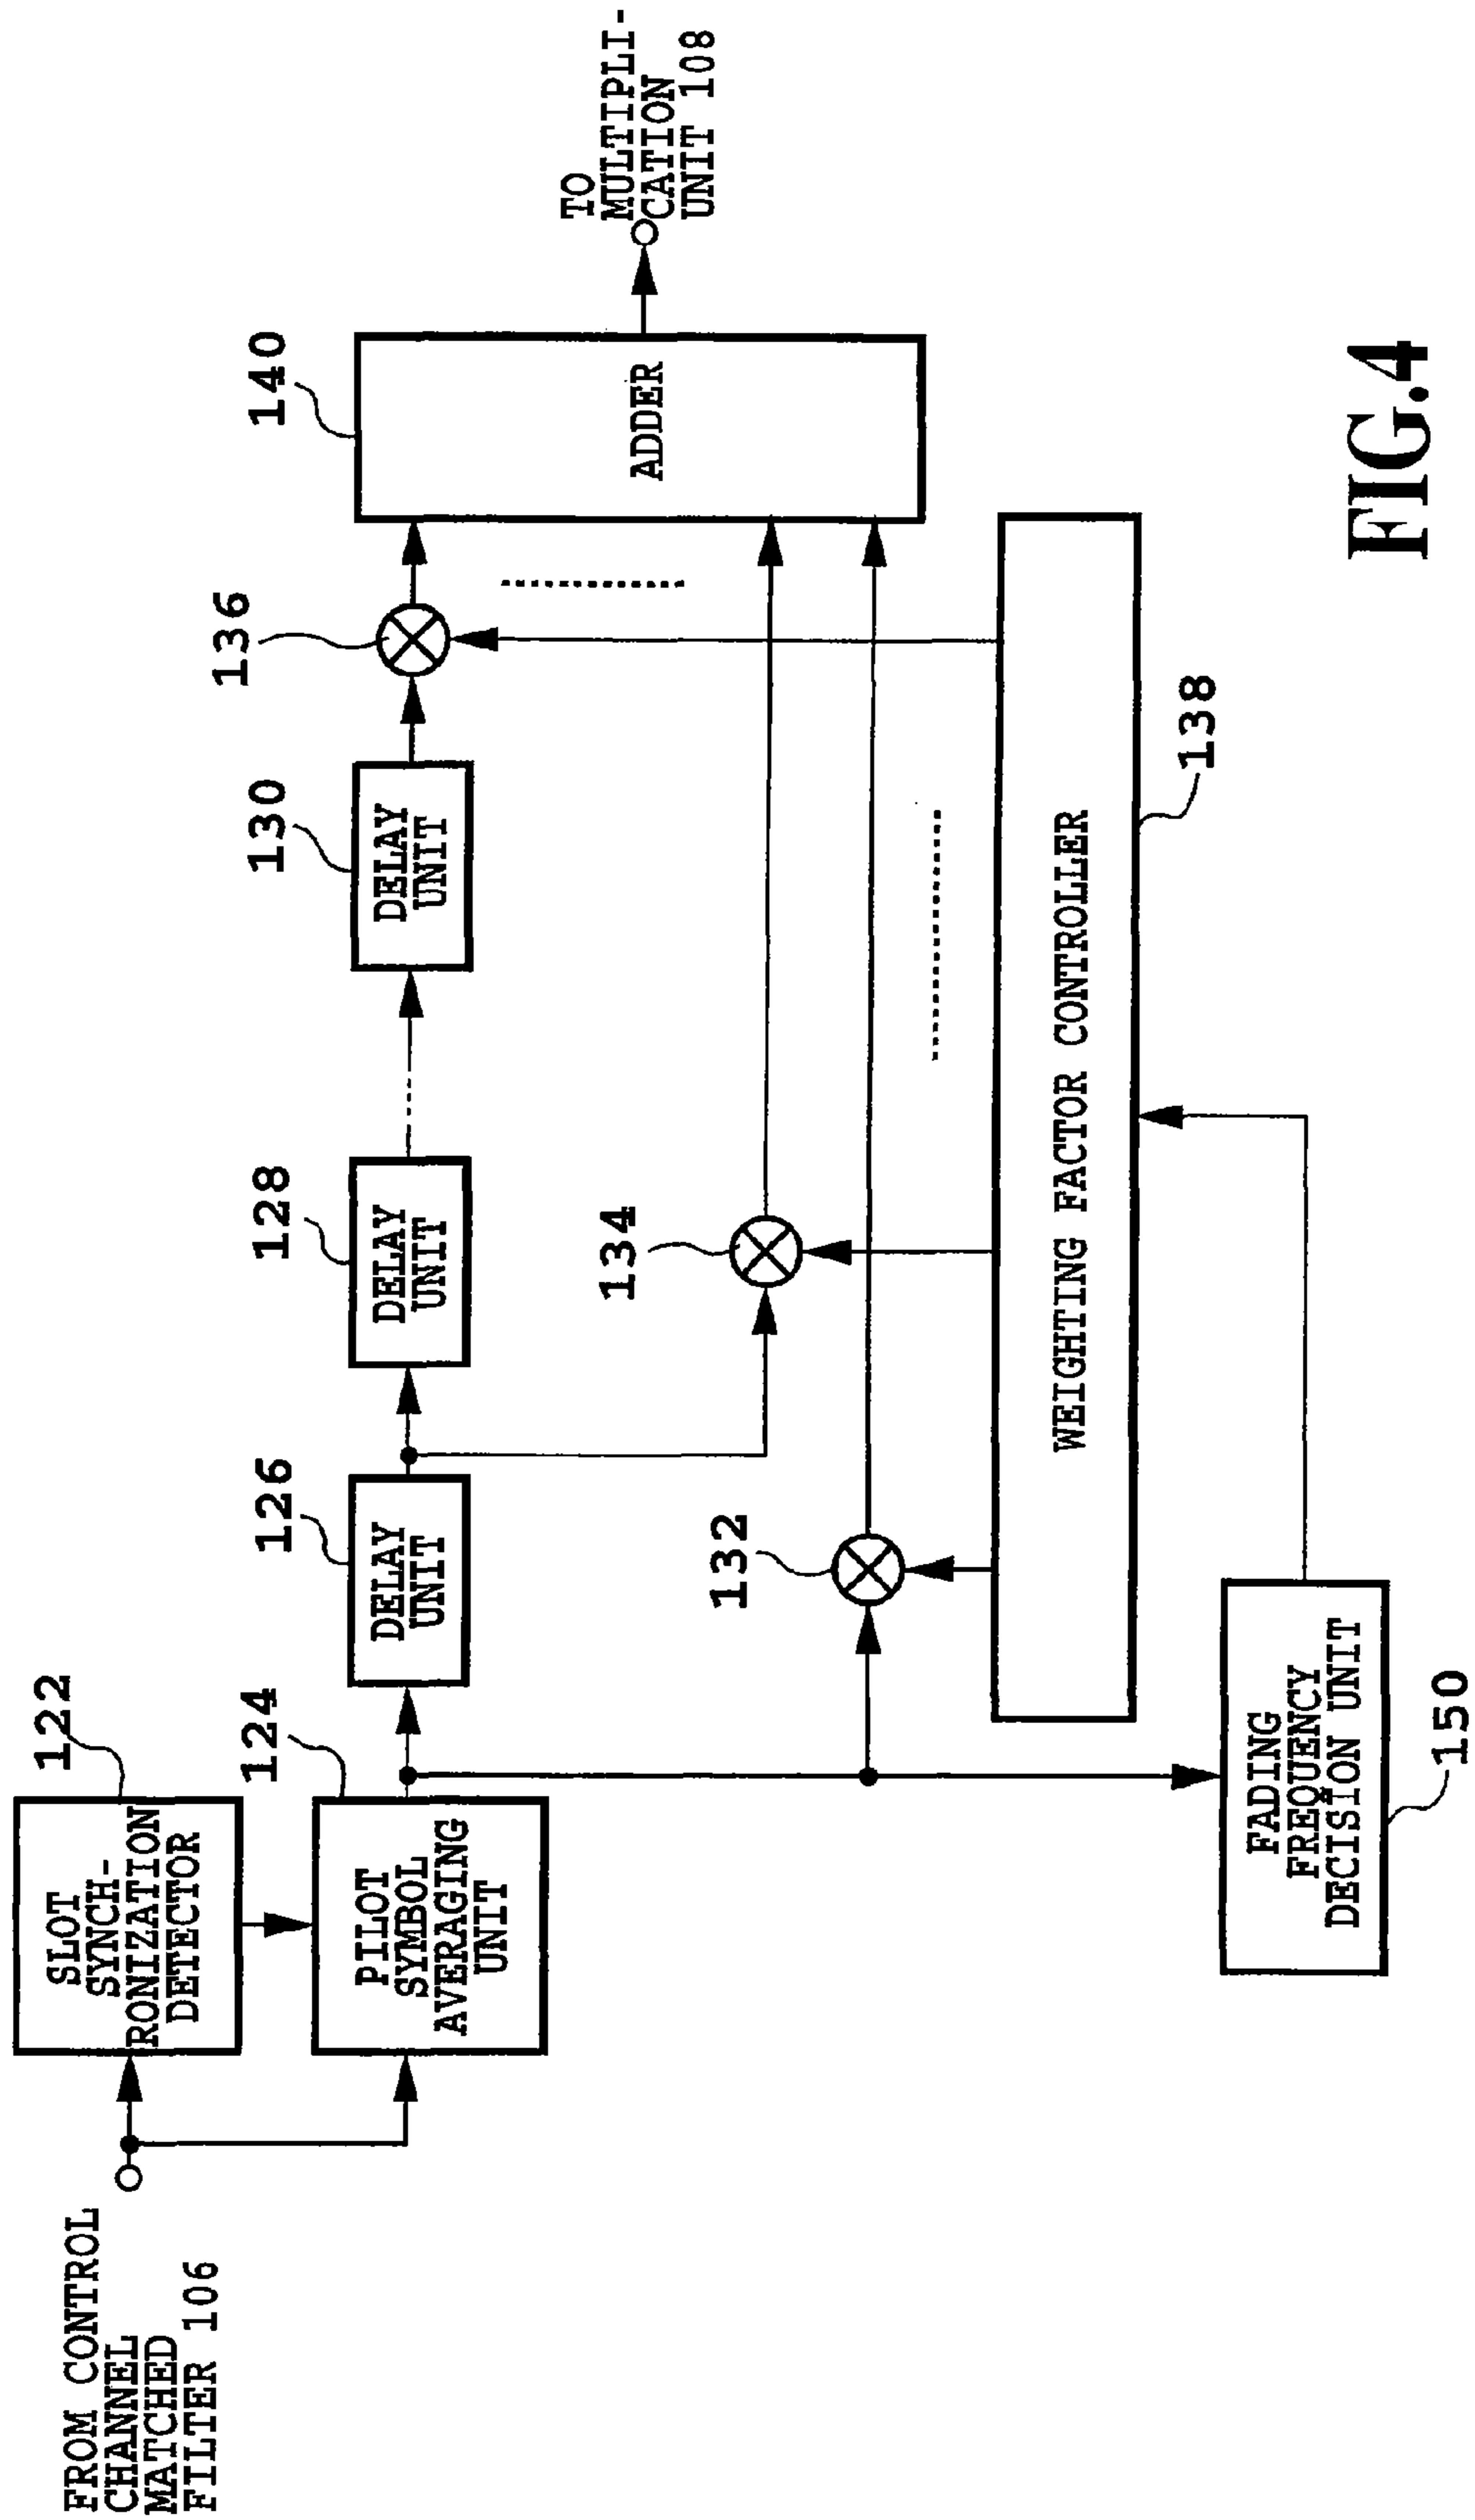 FROM CONTROL
CHANNEL
MATCHED
FILTER 106
SLOT
SYNCH-
RONIZATION
DETECTOR
122
PILOT
SYMBOL
AVERAGING
UNIT
124
DELAY
UNIT
126
DELAY
UNIT
128
DELAY
UNIT
130
132
134
136
ADDER
140
TO
MULTIPLI-
CATION
UNIT 108
WEIGHTING FACTOR CONTROLLER
138
FADING
FREQUENCY
DECISION UNIT
150
FIG.4